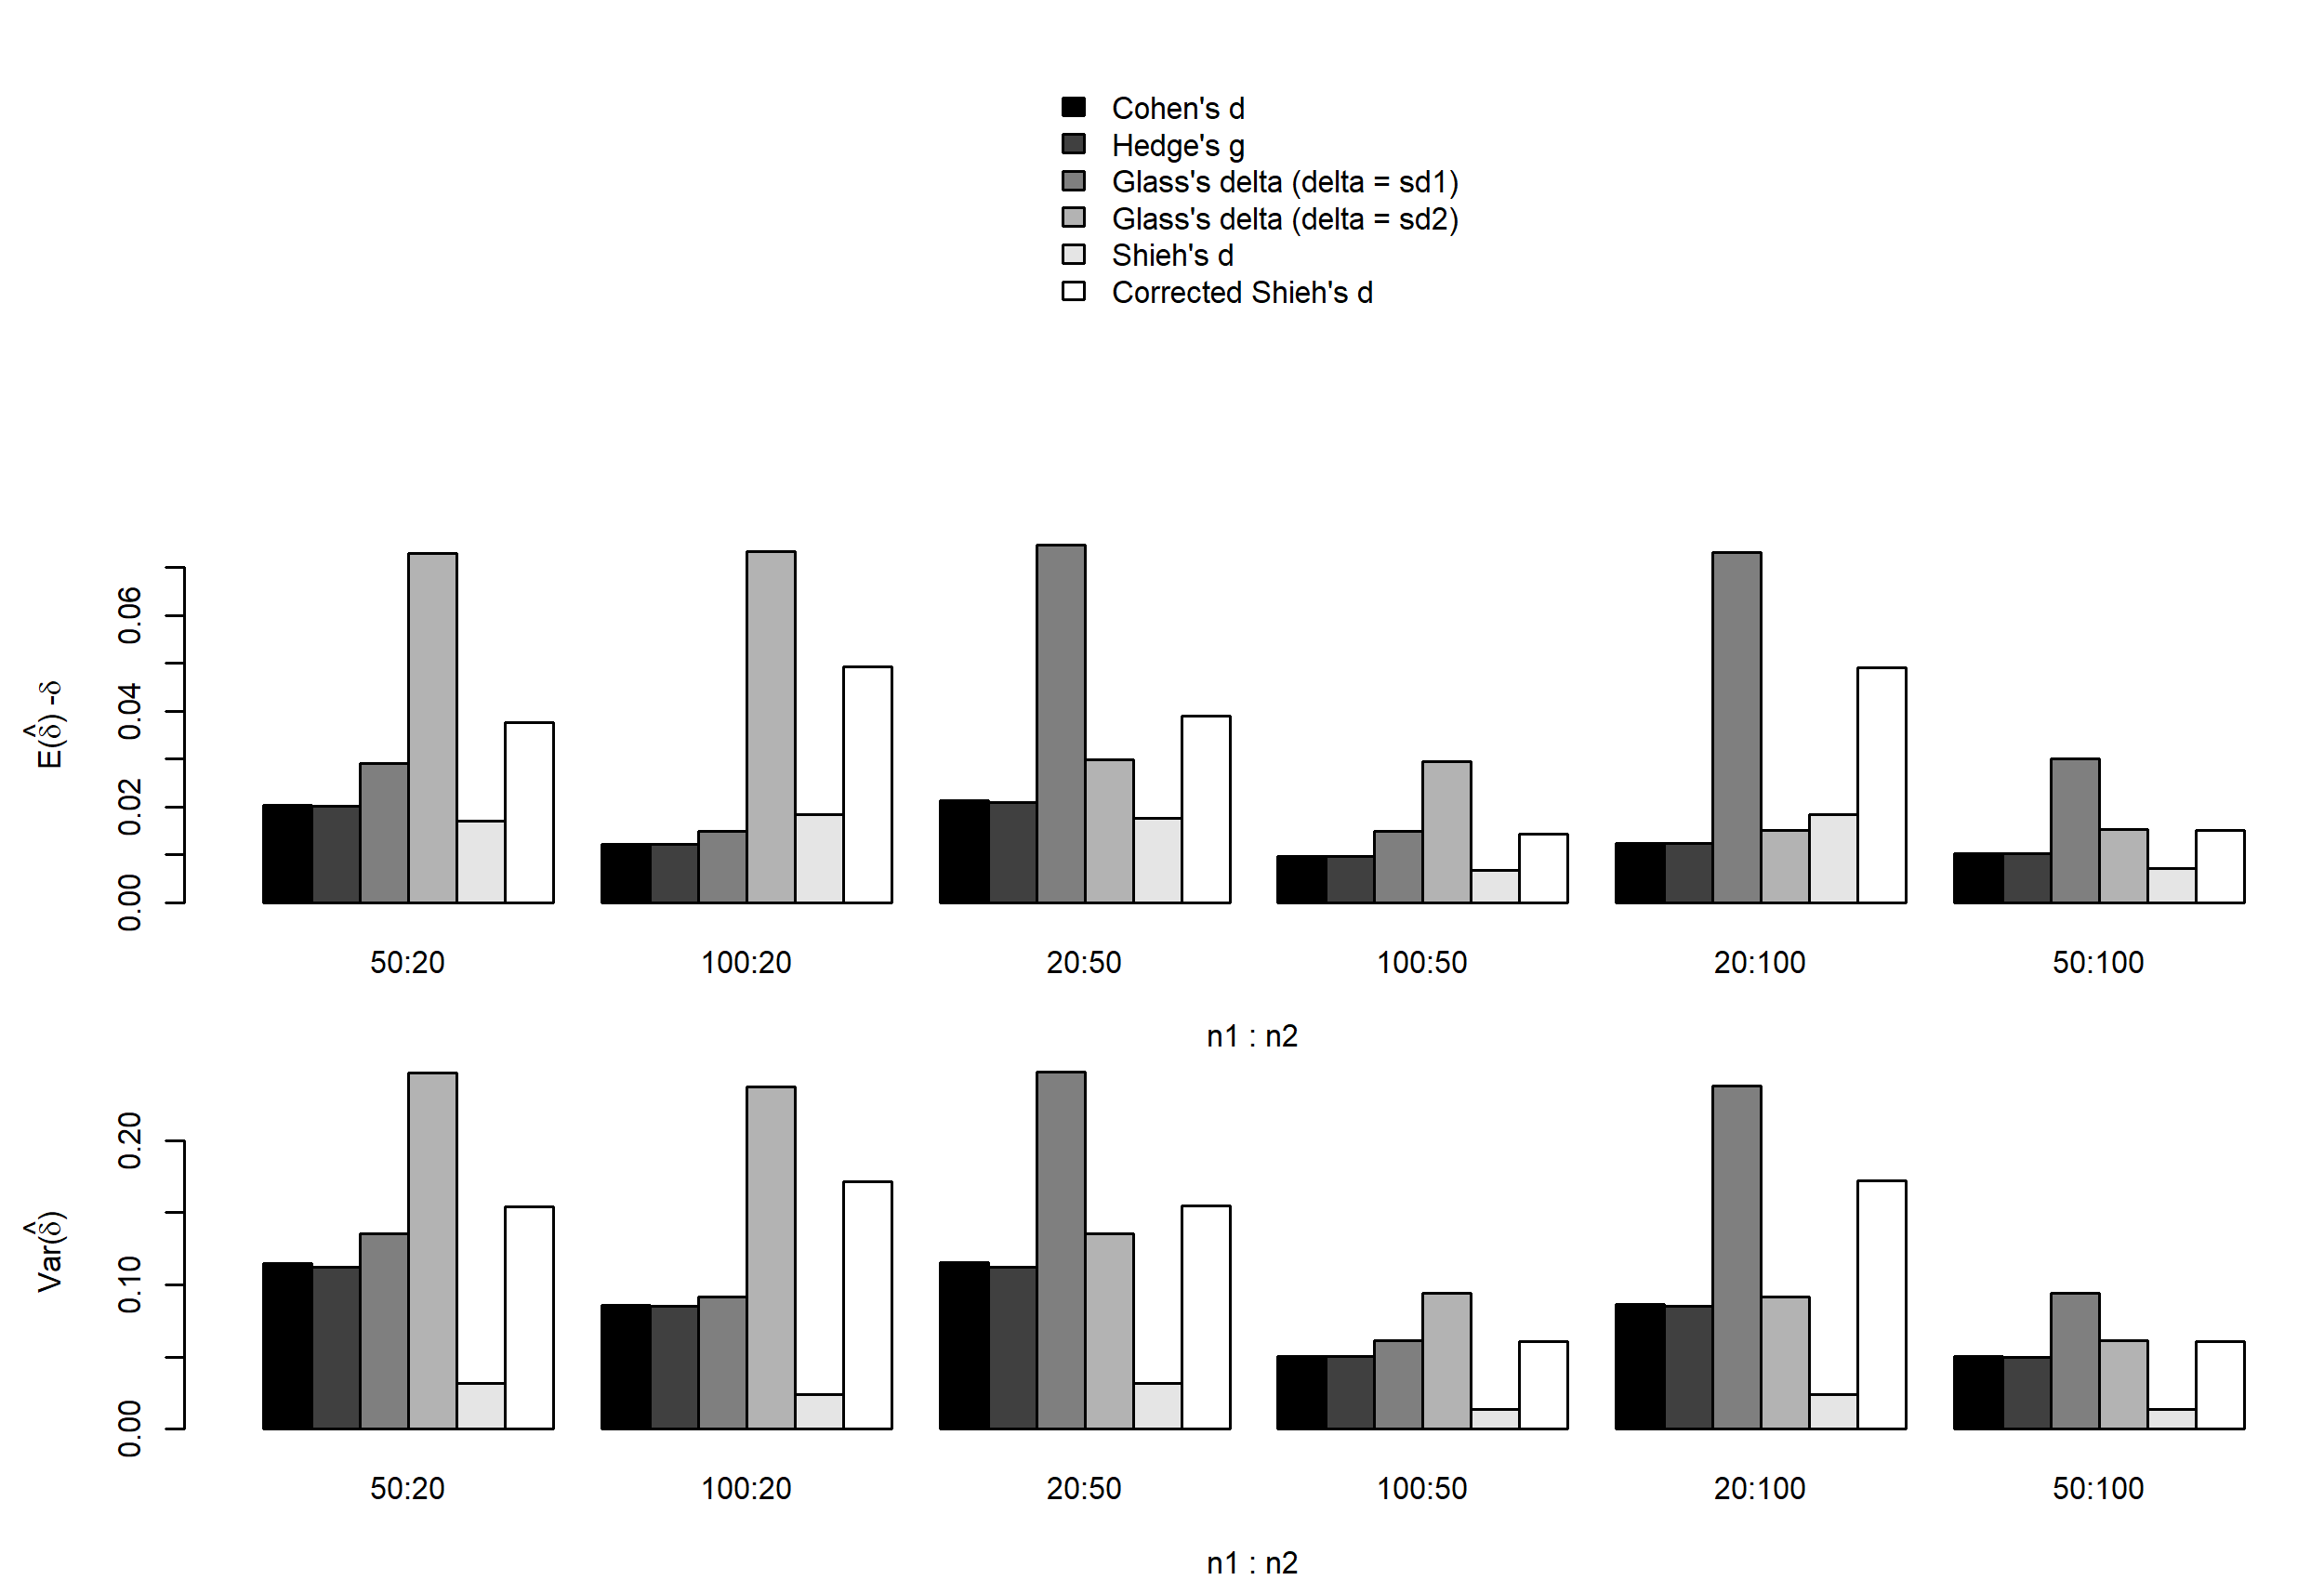 Cohen's d
Hedge's g
Glass's delta (delta = sd1)
Glass's delta (delta = sd2)
Shieh's d
Corrected Shieh's d
E(δ̂) -δ
0.06
0.04
0.02
0.00
50:20 100:20 20:50 100:50 20:100 50:100
n1 : n2
Var(δ̂)
0.20
0.10
0.00
50:20 100:20 20:50 100:50 20:100 50:100
n1 : n2